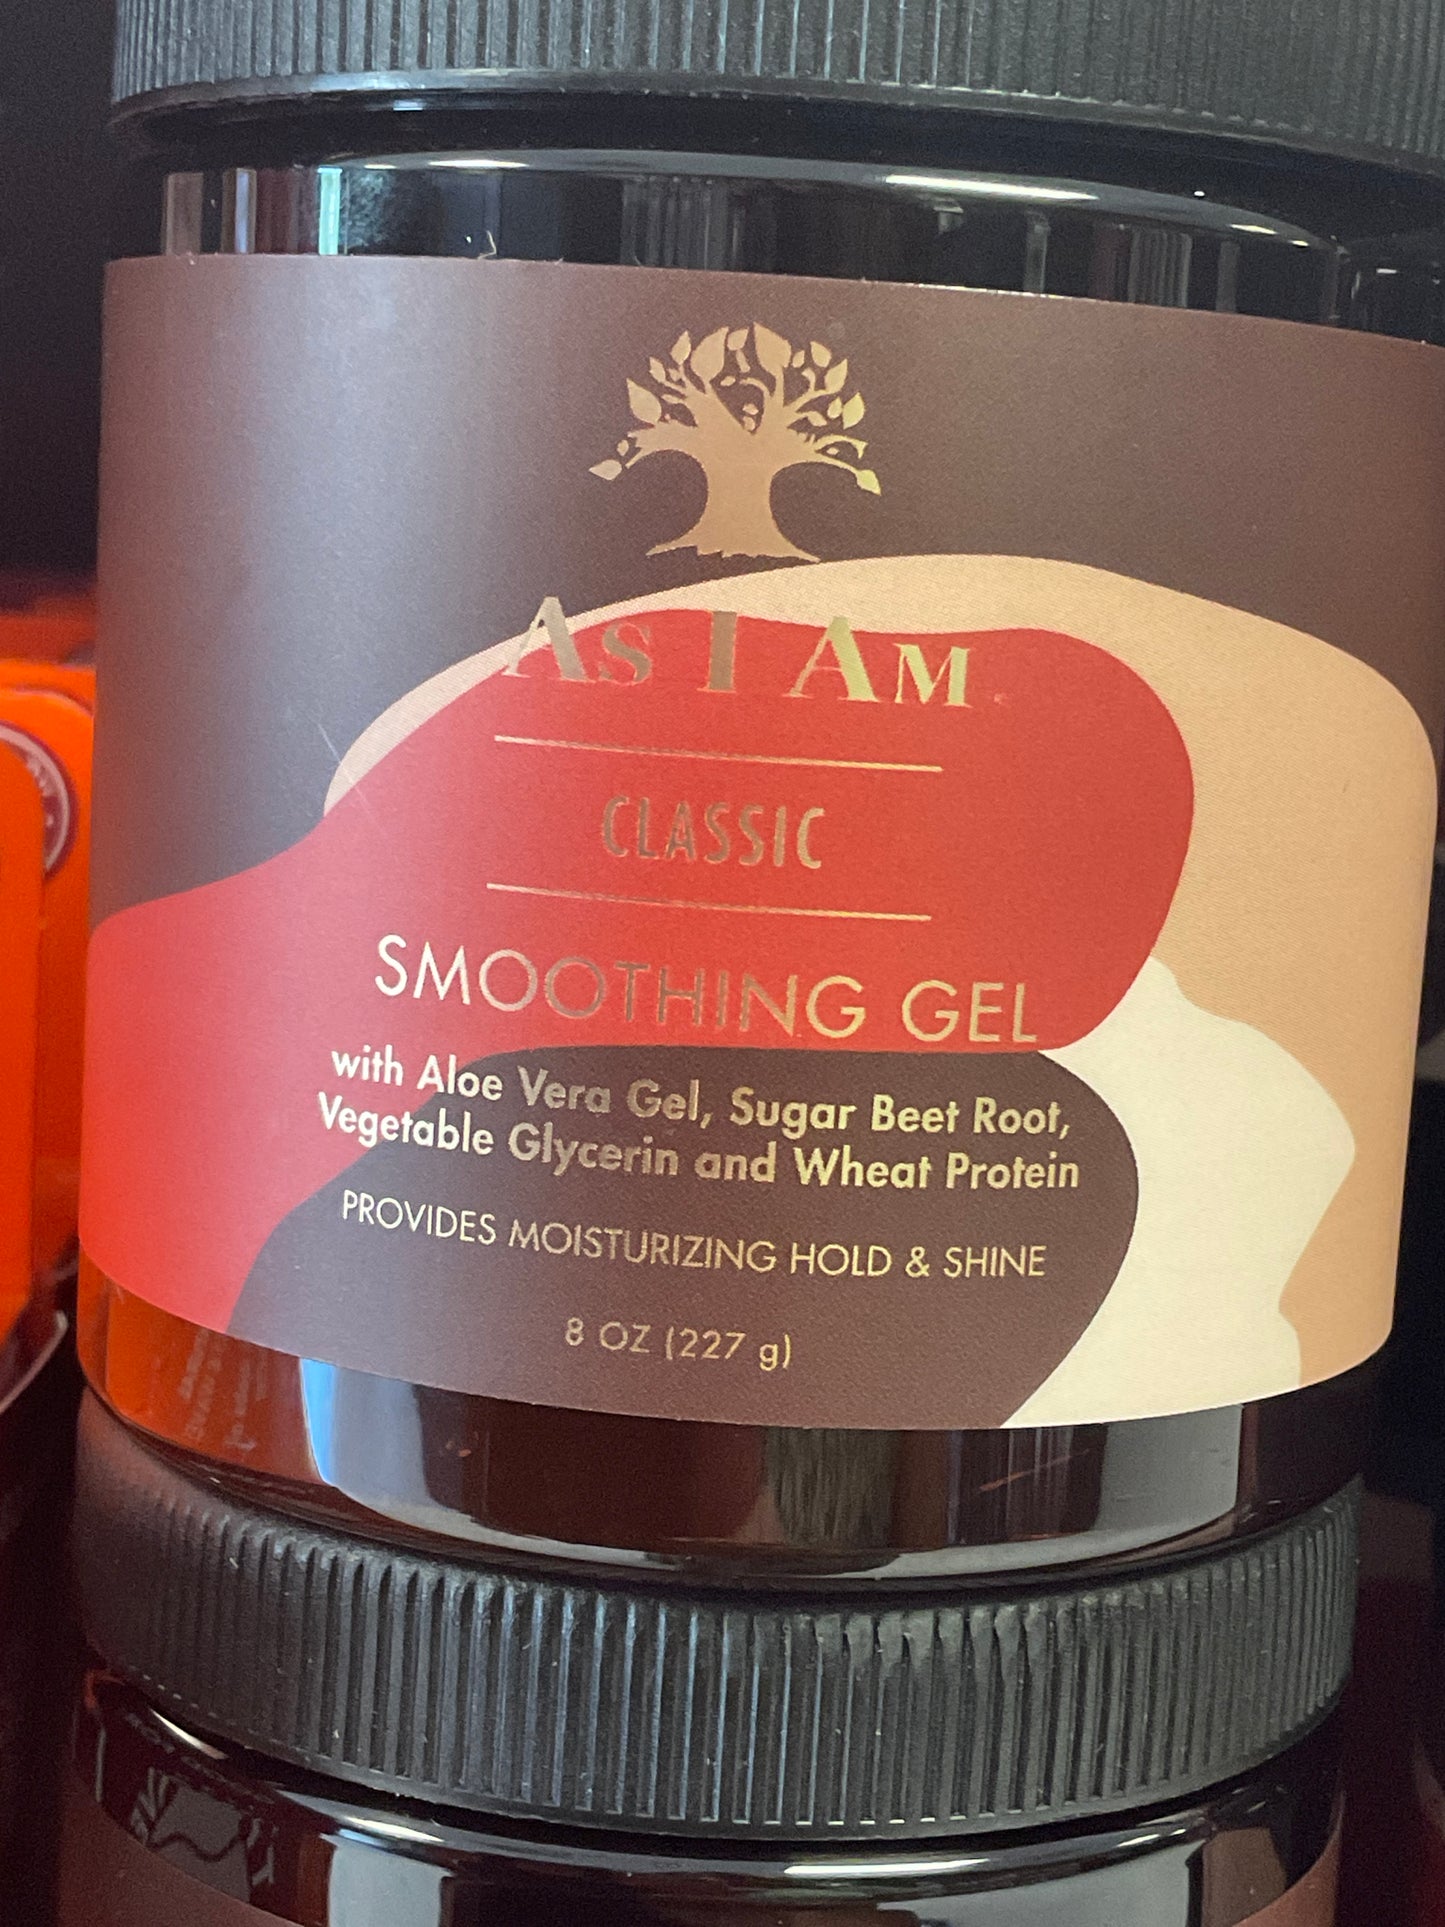 As I Am
CLASSIC
SMOOTHING GEL
with Aloe Vera Gel, Sugar Beet Root,
Vegetable Glycerin and Wheat Protein
PROVIDES MOISTURIZING HOLD & SHINE
8 OZ (227 g)